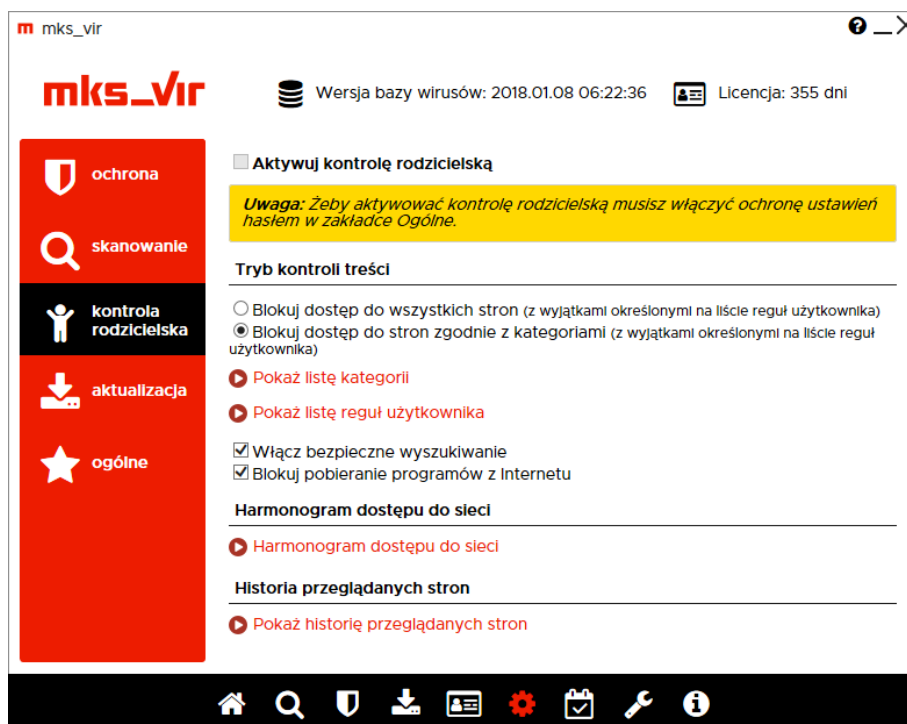 mks_vir
mks_vir
Wersja bazy wirusów: 2018.01.08 06:22:36
Licencja: 355 dni
ochrona
skanowanie
kontrola
rodzicielska
aktualizacja
ogólne
Aktywuj kontrolę rodzicielską
Uwaga: Żeby aktywować kontrolę rodzicielską musisz włączyć ochronę ustawień
hasłem w zakładce Ogólne.
Tryb kontroli treści
Blokuj dostęp do wszystkich stron (z wyjątkami określonymi na liście reguł użytkownika)
Blokuj dostęp do stron zgodnie z kategoriami (z wyjątkami określonymi na liście reguł
użytkownika)
Pokaż listę kategorii
Pokaż listę reguł użytkownika
Włącz bezpieczne wyszukiwanie
Blokuj pobieranie programów z Internetu
Harmonogram dostępu do sieci
Harmonogram dostępu do sieci
Historia przeglądanych stron
Pokaż historię przeglądanych stron